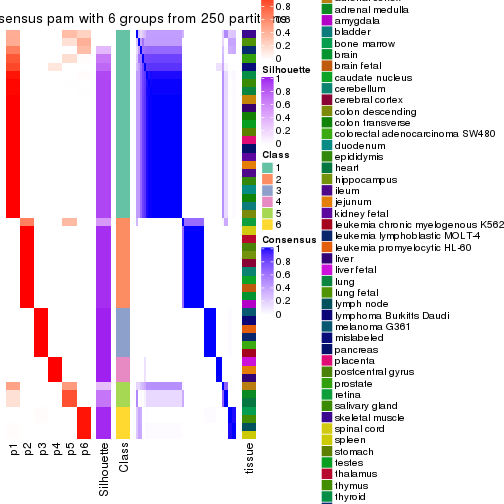 sensus pam with 6 groups from 250 partit
0.8
0.6
0.4
0.2
0
Silhouette
1
0.8
0.6
0.4
0.2
0
Class
1
2
3
4
5
6
Consensus
1
0.8
0.6
0.4
0.2
0
p1
p2
p3
p4
p5
p6
Silhouette
Class
tissue
adrenal medulla
amygdala
bladder
bone marrow
brain
brain fetal
caudate nucleus
cerebellum
cerebral cortex
colon descending
colon transverse
colorectal adenocarcinoma SW480
duodenum
epididymis
heart
hippocampus
ileum
jejunum
kidney fetal
leukemia chronic myelogenous K562
leukemia lymphoblastic MOLT-4
leukemia promyelocytic HL-60
liver
liver fetal
lung
lung fetal
lymph node
lymphoma Burkitts Daudi
melanoma G361
mislabeled
pancreas
placenta
postcentral gyrus
prostate
retina
salivary gland
skeletal muscle
spinal cord
spleen
stomach
testes
thalamus
thymus
thyroid